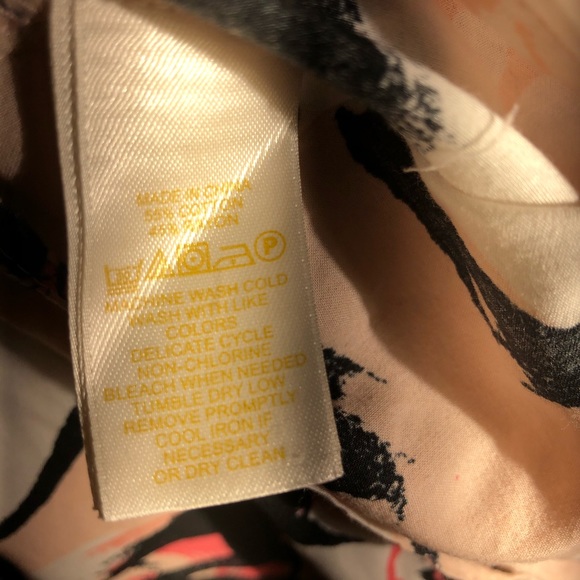 MADE IN CHINA
55% COTTON
45% RAYON
P
MACHINE WASH COLD
WASH WITH LIKE
COLORS
DELICATE CYCLE
NON-CHLORINE
BLEACH WHEN NEEDED
TUMBLE DRY LOW
REMOVE PROMPTLY
COOL IRON IF
NECESSARY
OR DRY CLEAN